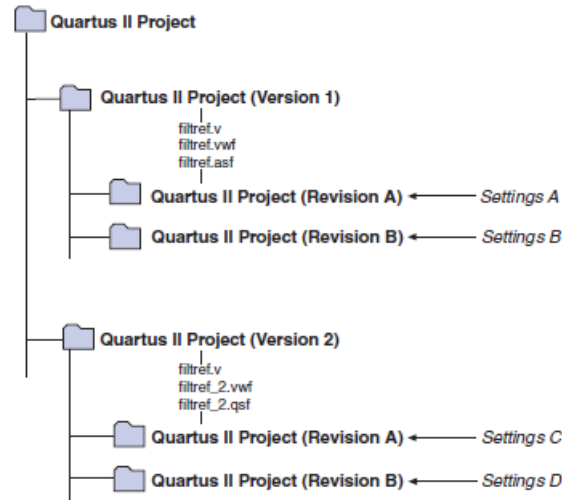 Quartus II Project
Quartus II Project (Version 1)
filtref.v
filtref.vwf
filtref.asf
Quartus II Project (Revision A) Settings A
Quartus II Project (Revision B) Settings B
Quartus II Project (Version 2)
filtref.v
filtref_2.vwf
filtref_2.qsf
Quartus II Project (Revision A) Settings C
Quartus II Project (Revision B) Settings D